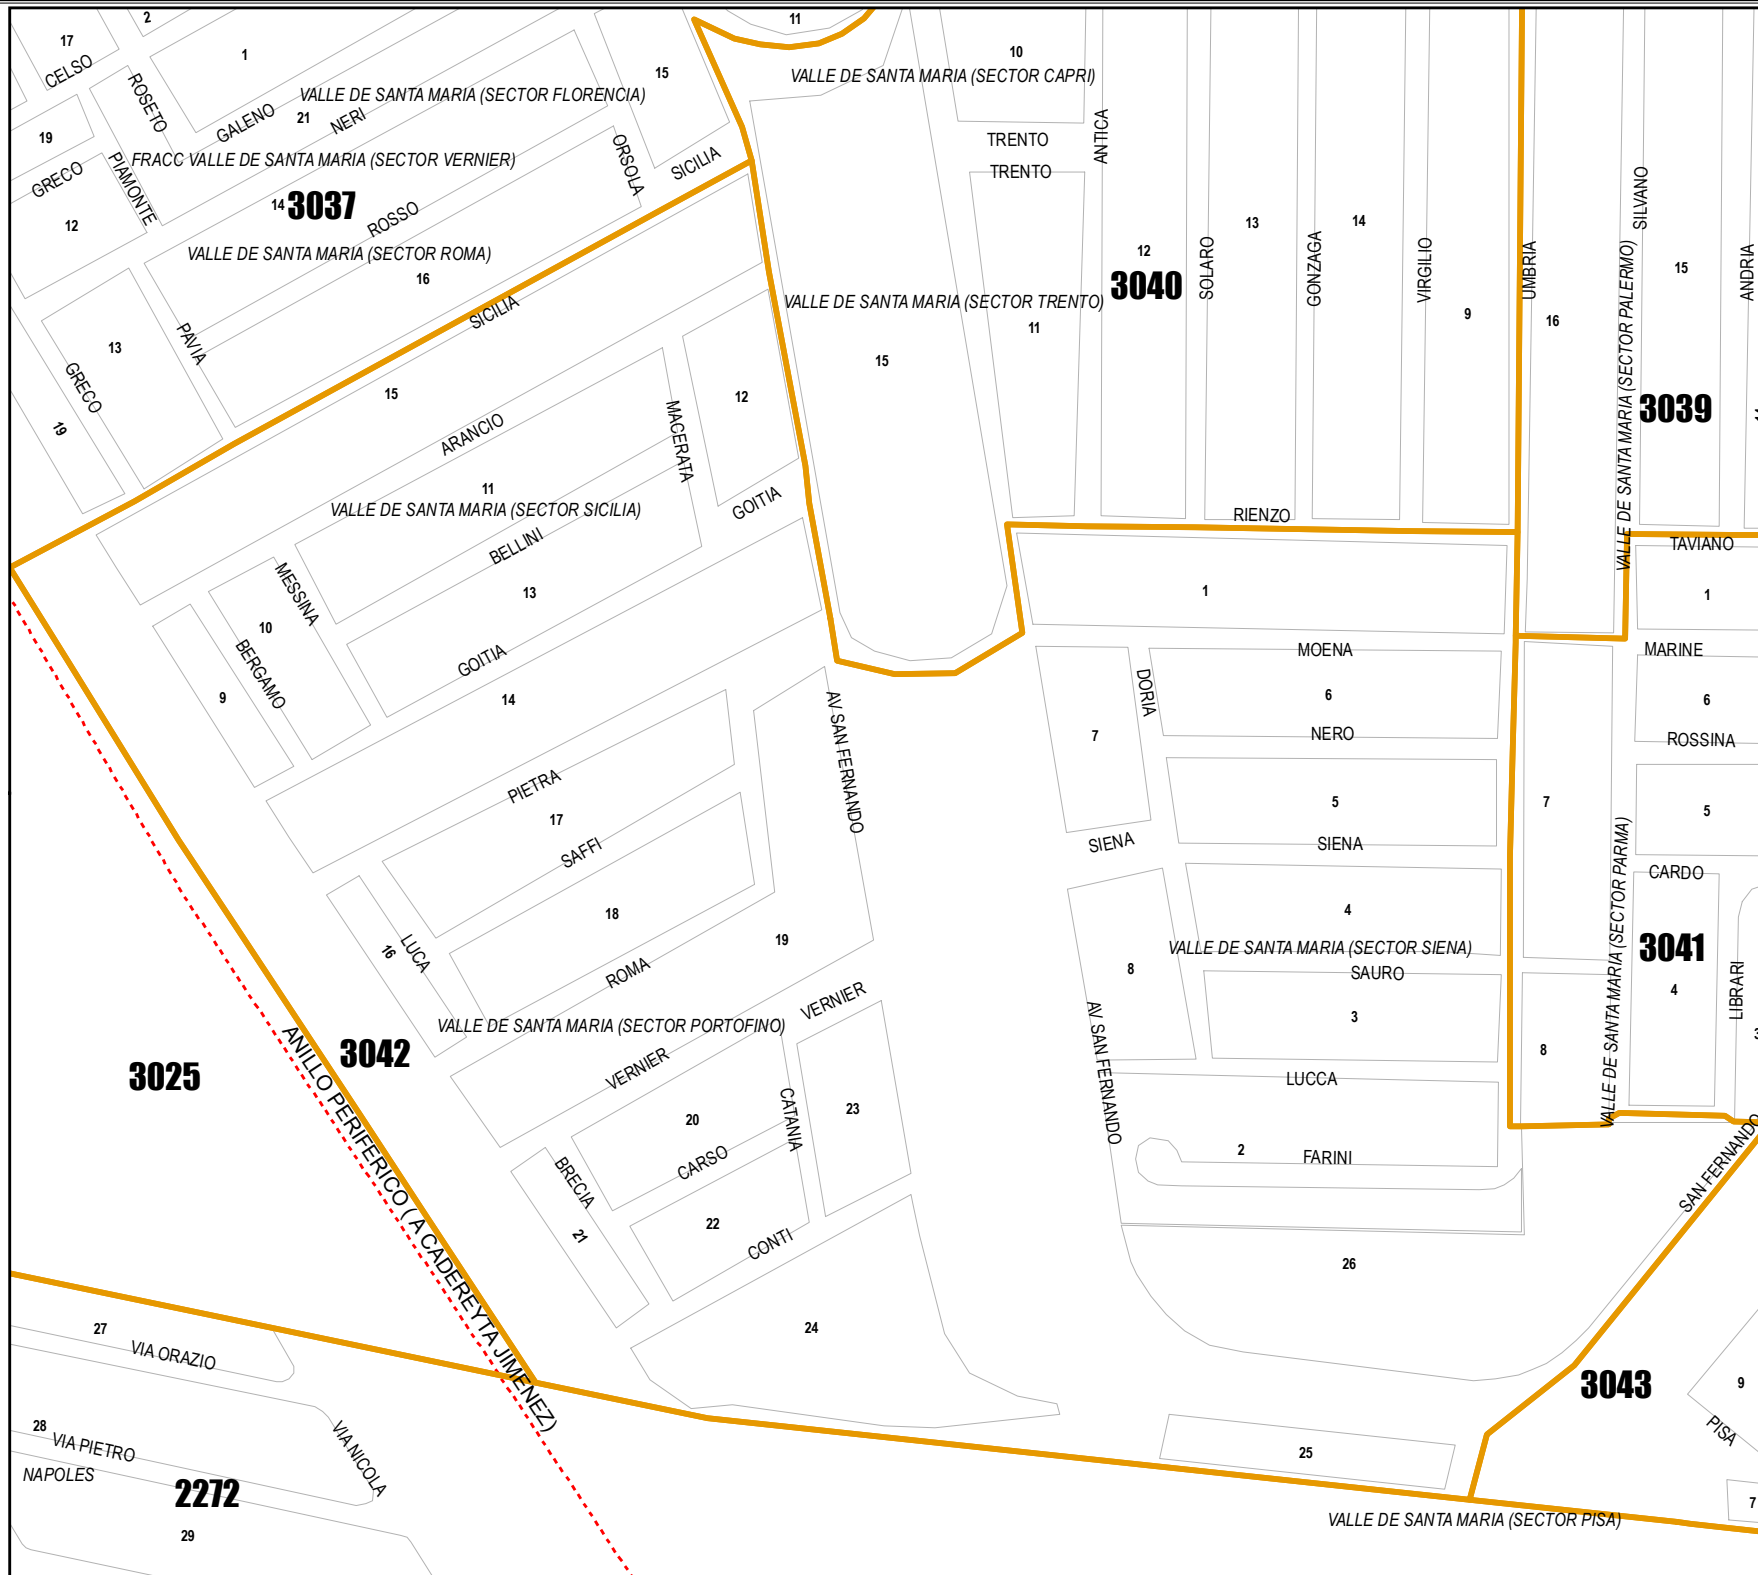 2
11
17
1
10
CELSO
15
VALLE DE SANTA MARIA (SECTOR CAPRI)
ROSETO
VALLE DE SANTA MARIA (SECTOR FLORENCIA)
GALENO
21
NERI
19
ANTICA
TRENTO
FRACC VALLE DE SANTA MARIA (SECTOR VERNIER)
ORSOLA
SICILIA
TRENTO
GRECO
PIAMONTE
14
3037
SILVANO
12
ROSSO
13
14
VALLE DE SANTA MARIA (SECTOR ROMA)
12
SOLARO
GONZAGA
VIRGILIO
UMBRIA
VALLE DE SANTA MARIA (SECTOR PALERMO)
15
ANDRIA
16
3040
VALLE DE SANTA MARIA (SECTOR TRENTO)
SICILIA
11
9
16
13
PAVIA
15
GRECO
15
12
3039
19
ARANCIO
MACERATA
11
GOITIA
VALLE DE SANTA MARIA (SECTOR SICILIA)
RIENZO
BELLINI
TAVIANO
MESSINA
13
1
1
10
BERGAMO
GOITIA
MOENA
MARINE
9
14
AV SAN FERNANDO
DORIA
6
6
7
NERO
ROSSINA
PIETRA
17
5
7
5
SAFFI
SIENA
SIENA
VALLE DE SANTA MARIA (SECTOR PARMA)
CARDO
18
4
16
LUCA
19
VALLE DE SANTA MARIA (SECTOR SIENA)
3041
ROMA
8
SAURO
4
LIBRARI
VERNIER
VALLE DE SANTA MARIA (SECTOR PORTOFINO)
3
3
ANILLO PERIFERICO ( A CADEREYTA JIMENEZ)
3042
AV SAN FERNANDO
8
3025
VERNIER
LUCCA
CATANIA
23
20
2
FARINI
CARSO
BRECIA
SAN FERNANDO
22
21
CONTI
26
27
24
VIA ORAZIO
3043
9
28
VIA PIETRO
VIA NICOLA
PISA
25
NAPOLES
2272
7
VALLE DE SANTA MARIA (SECTOR PISA)
29